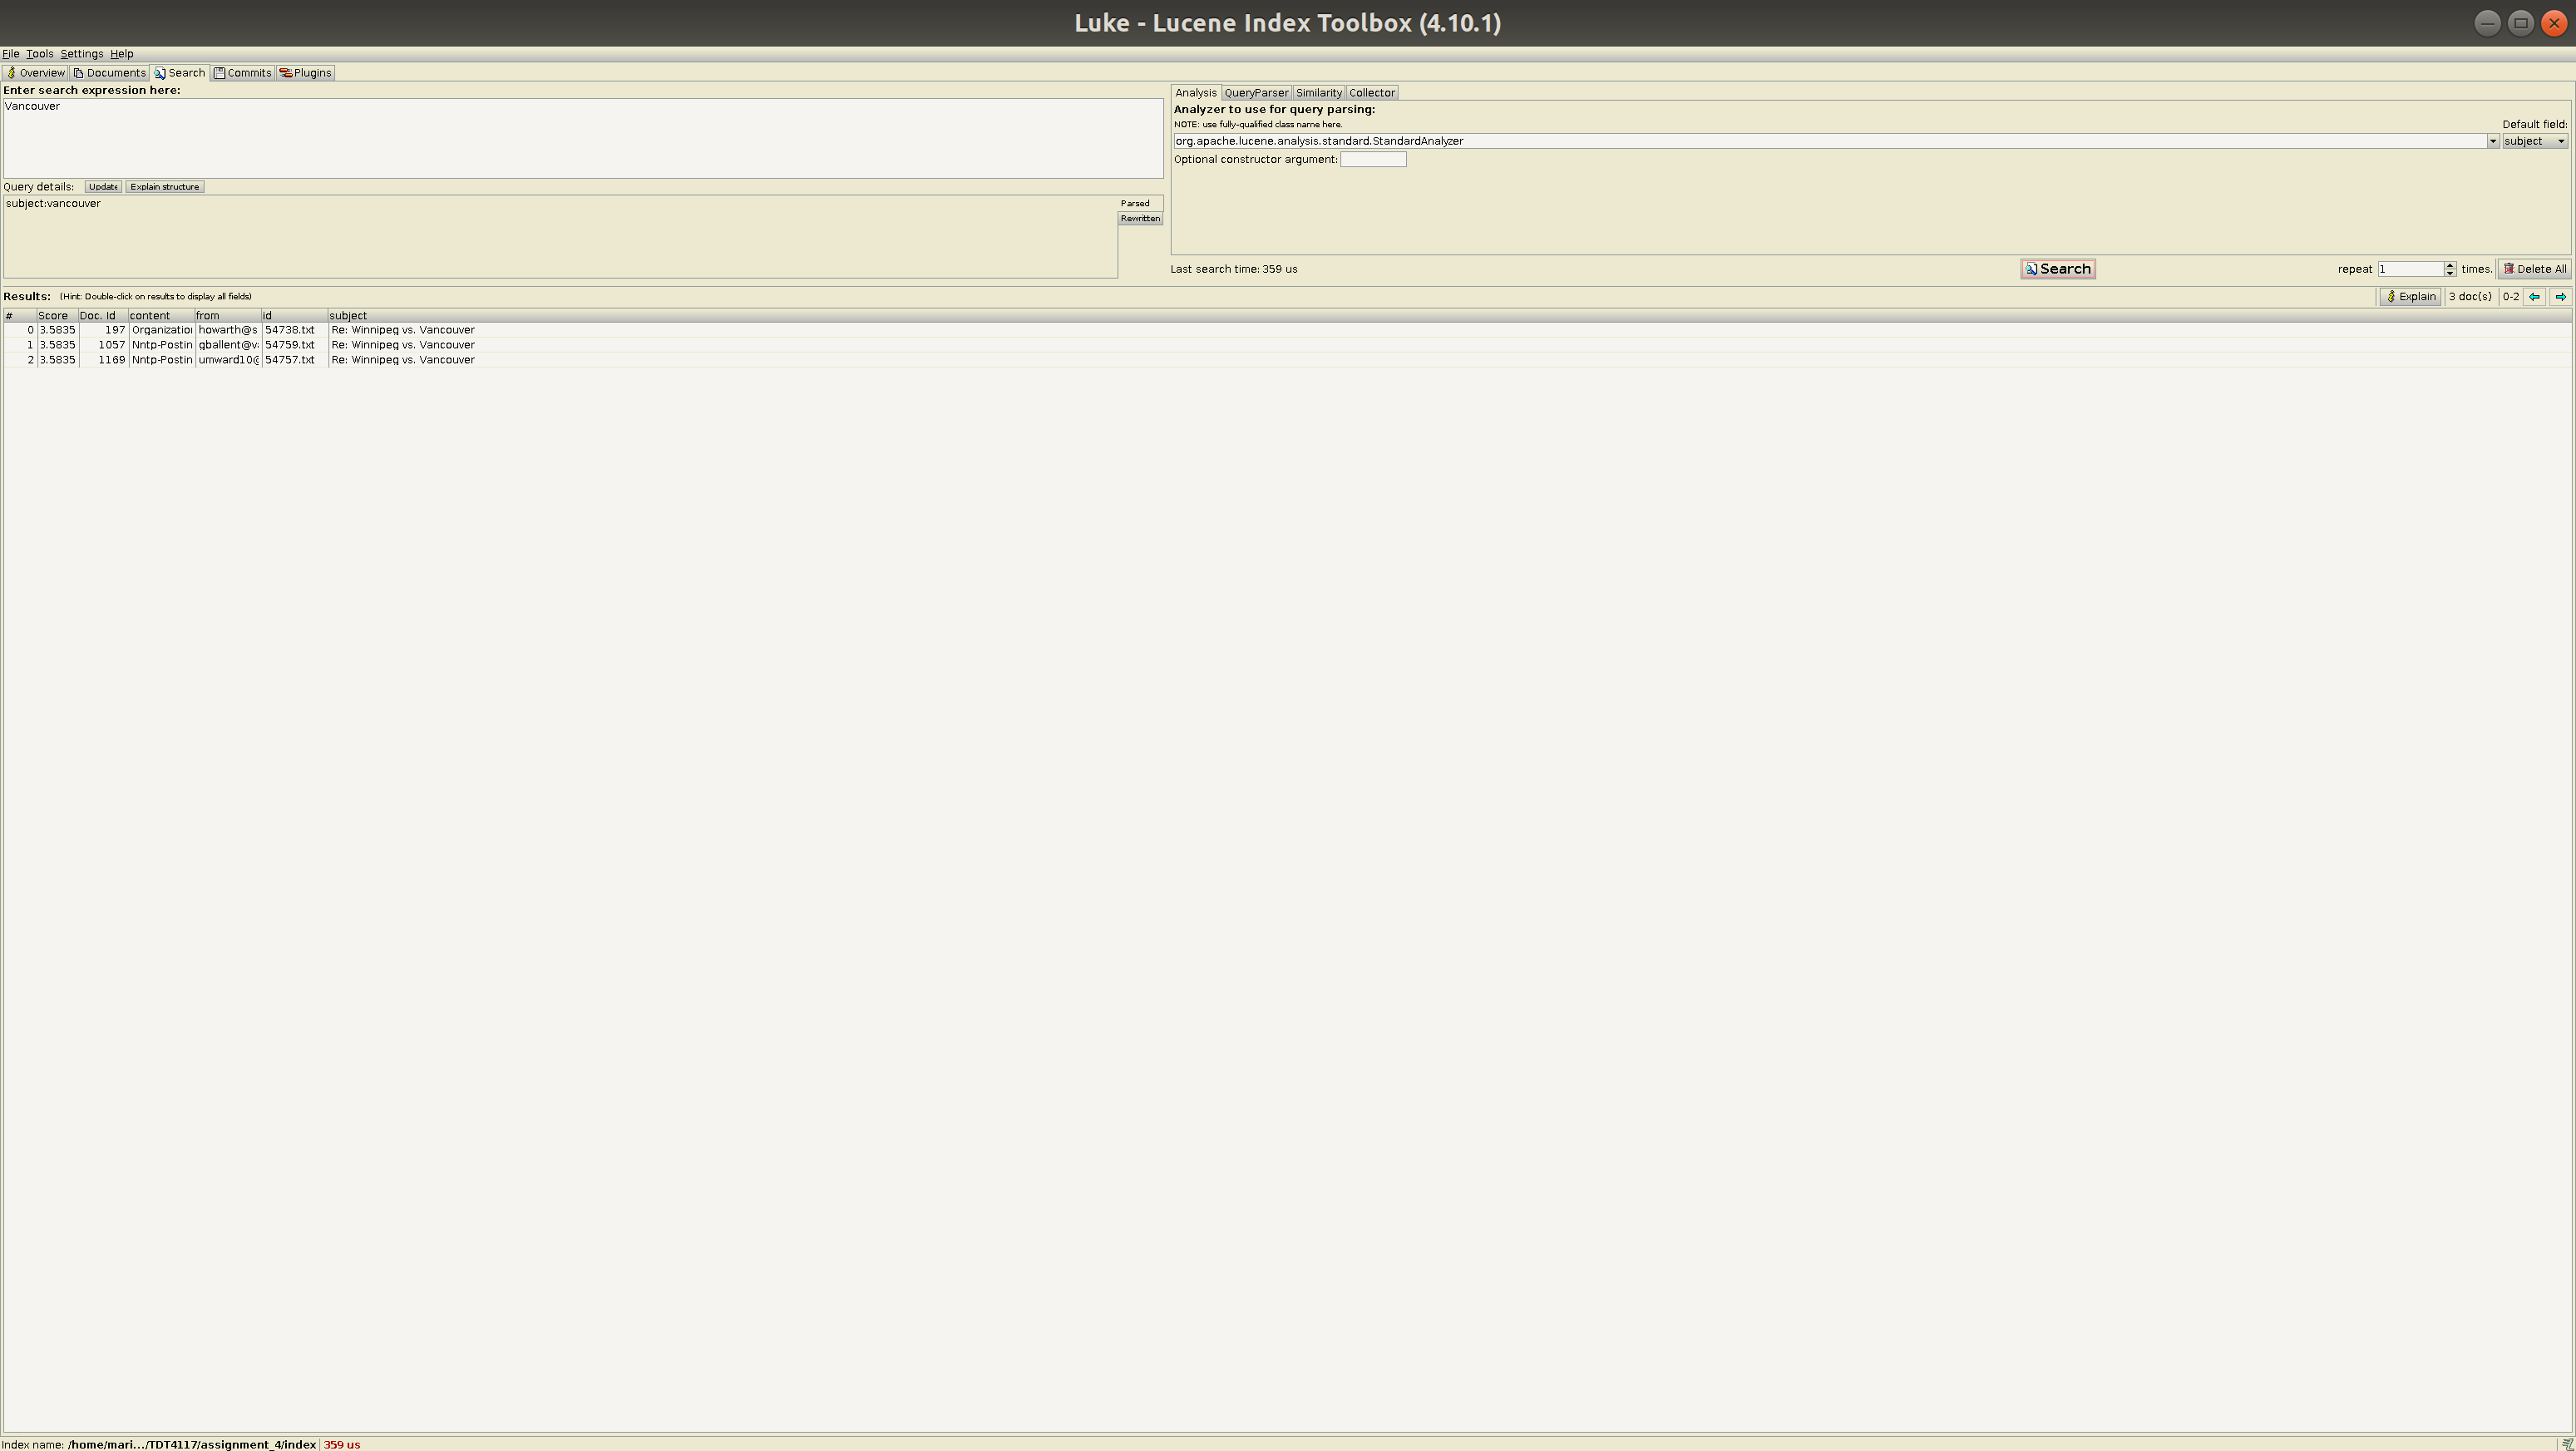 Luke - Lucene Index Toolbox (4.10.1)
File Tools Settings Help
Overview Documents Search Commits Plugins
Enter search expression here:
Vancouver
Query details: Update Explain structure
subject:vancouver
Parsed
Rewritten
Analysis QueryParser Similarity Collector
Analyzer to use for query parsing:
NOTE: use fully-qualified class name here.
Default field:
org.apache.lucene.analysis.standard.StandardAnalyzer subject
Optional constructor argument:
Last search time: 359 us Search repeat 1 times. Delete All
Results: (Hint: Double-click on results to display all fields) Explain 3 doc(s) 0-2
# Score Doc. Id content from id subject
0 3.5835 197 Organization howarth@s 54738.txt Re: Winnipeg vs. Vancouver
1 3.5835 1057 Nntp-Postin gballent@v 54759.txt Re: Winnipeg vs. Vancouver
2 3.5835 1169 Nntp-Postin umward10@ 54757.txt Re: Winnipeg vs. Vancouver
Index name: /home/mari.../TDT4117/assignment_4/index 359 us